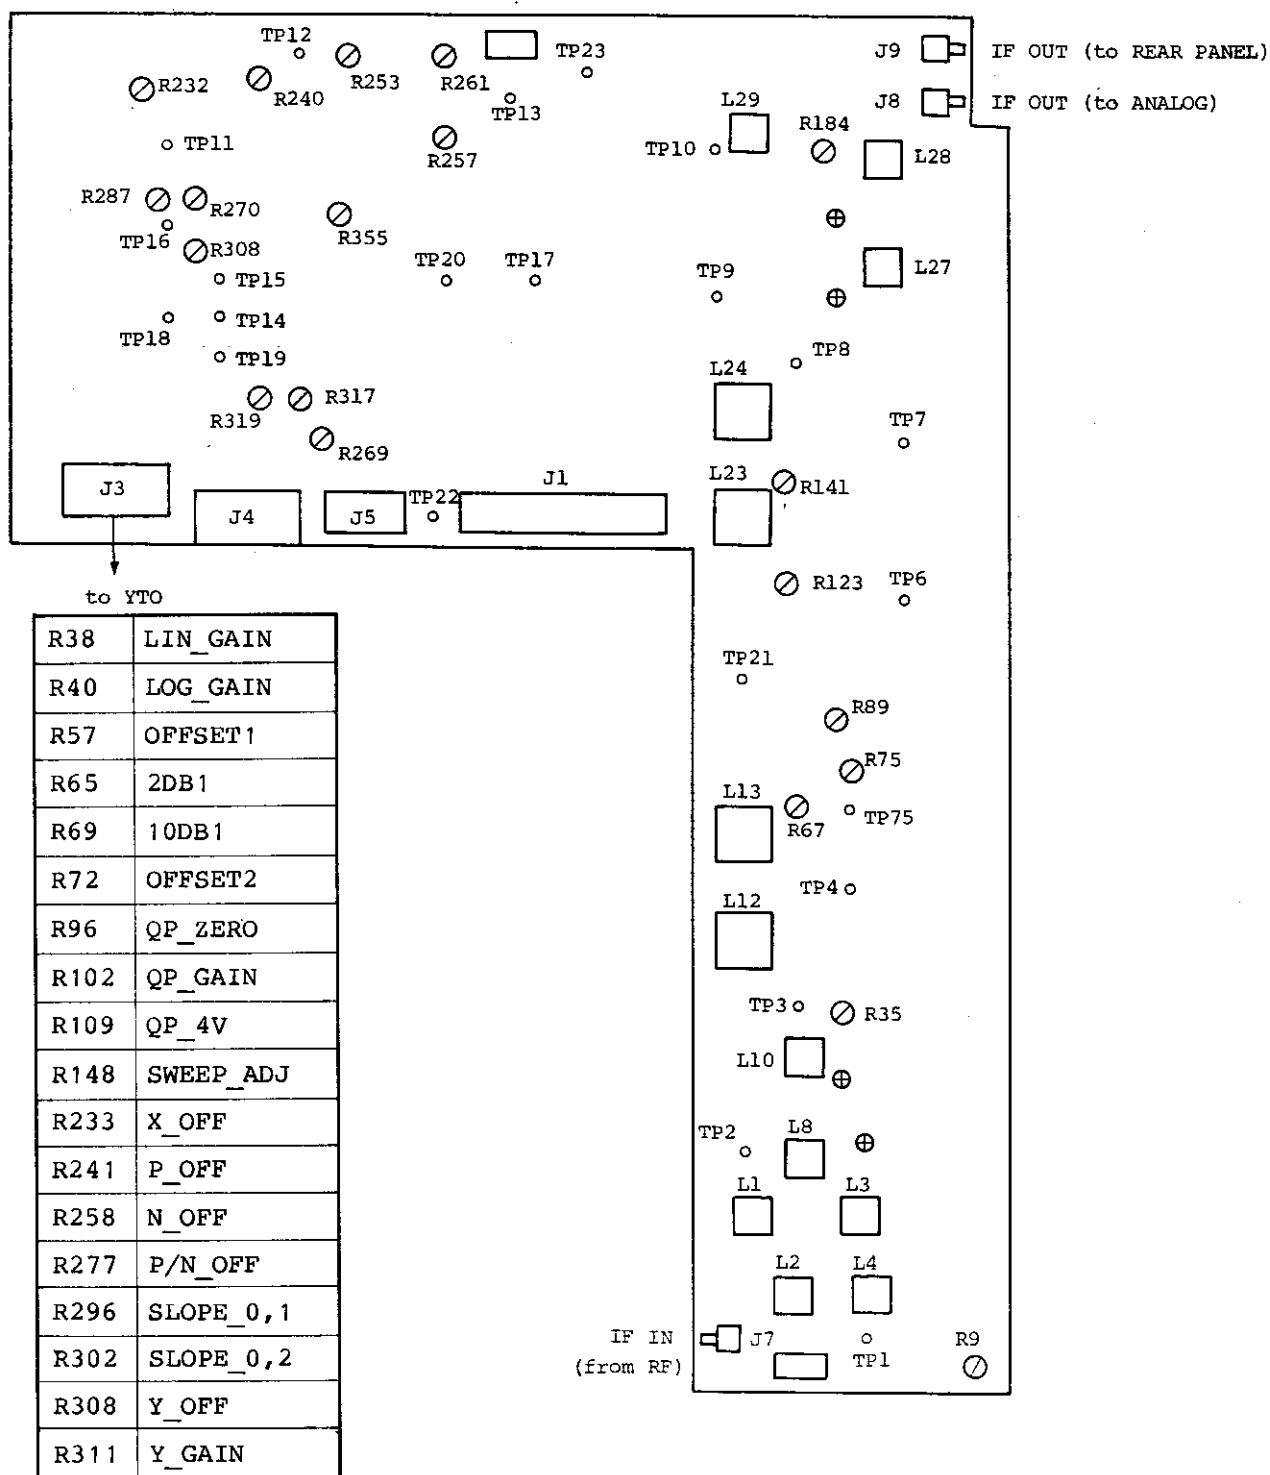 TP12
TP23
J9 IF OUT (to REAR PANEL)
R232
R240
R253
R261
TP13
L29
J8 IF OUT (to ANALOG)
R184
TP11
R257
TP10
L28
R287
R270
TP16
R308
R355
TP15
TP20
TP17
TP9
L27
TP18
TP14
TP19
TP8
L24
R319
R317
TP7
R269
J3
J4
J5
TP22
J1
L23
R141
to YTO
R123
TP6
R38 LIN_GAIN
R40 LOG_GAIN
R57 OFFSET1
R65 2DB1
R69 10DB1
R72 OFFSET2
R96 QP_ZERO
R102 QP_GAIN
R109 QP_4V
R148 SWEEP_ADJ
R233 X_OFF
R241 P_OFF
R258 N_OFF
R277 P/N_OFF
R296 SLOPE_0,1
R302 SLOPE_0,2
R308 Y_OFF
R311 Y_GAIN
TP21
R89
R75
L13
R67
TP75
TP4
L12
TP3
R35
L10
TP2
L8
L1
L3
L2
L4
IF IN
(from RF)
J7
TP1
R9